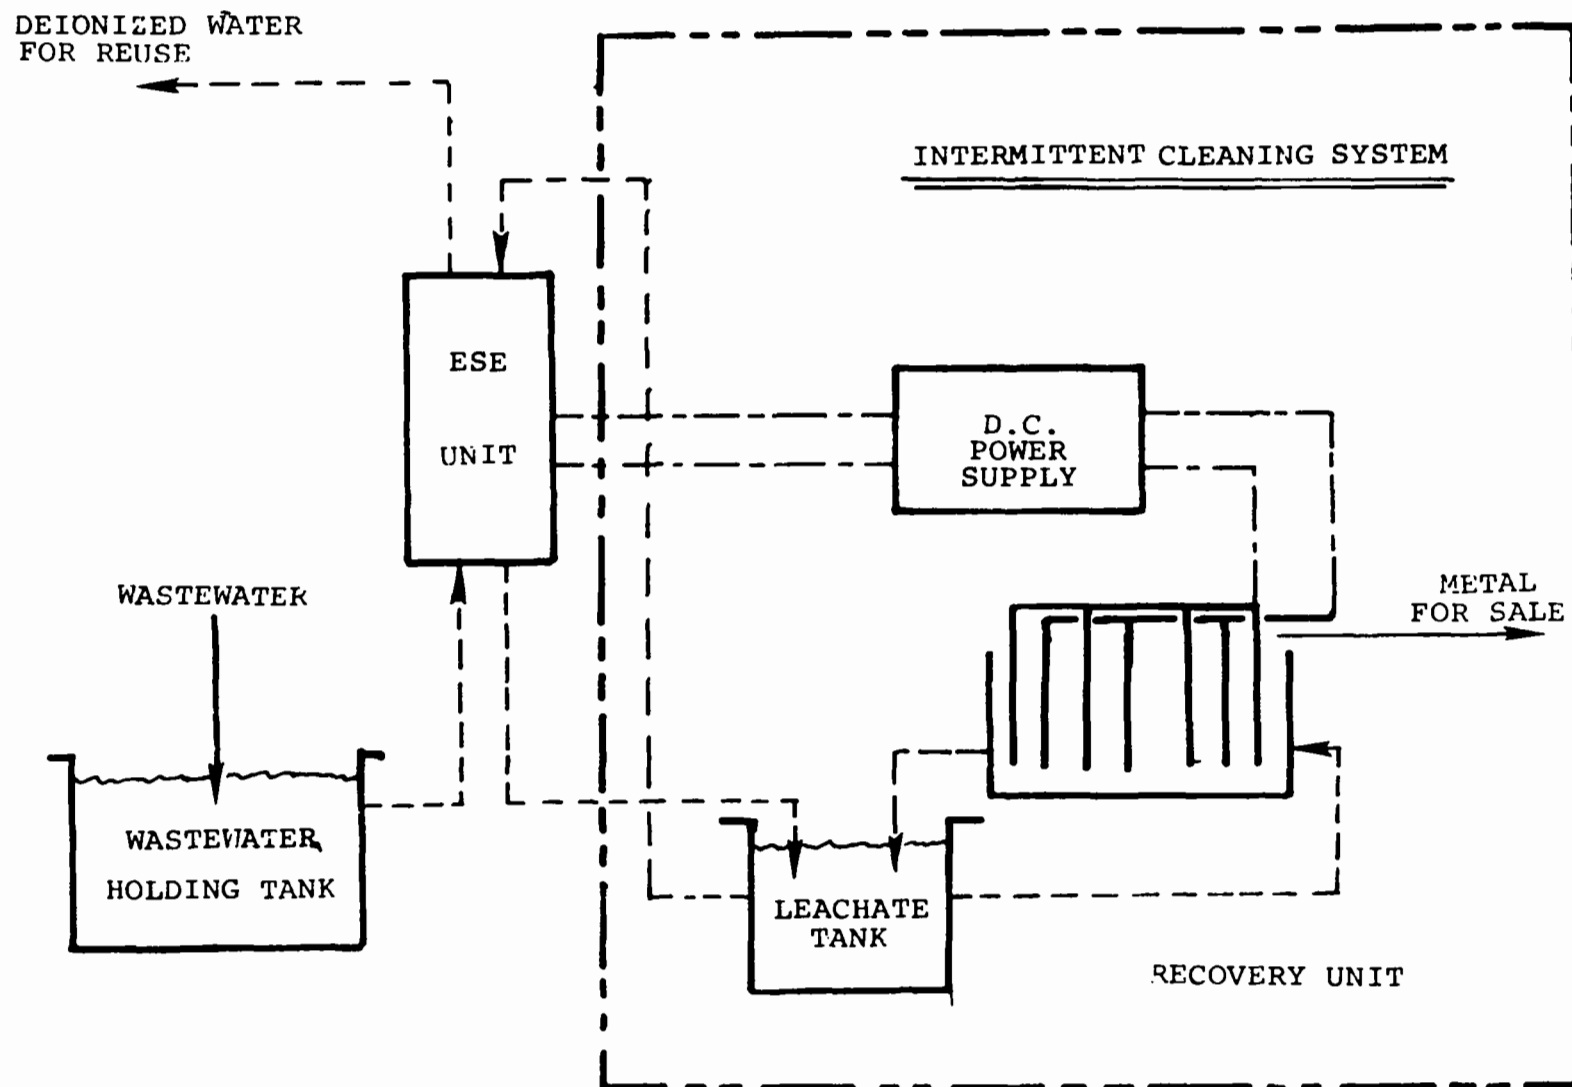 DEIONIZED WATER
FOR REUSE
INTERMITTENT CLEANING SYSTEM
ESE
UNIT
D.C.
POWER
SUPPLY
WASTEWATER
METAL
FOR SALE
WASTEWATER
HOLDING TANK
LEACHATE
TANK
RECOVERY UNIT